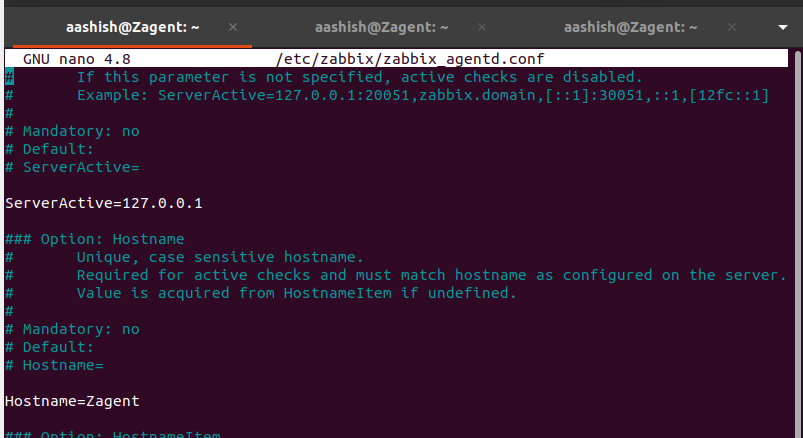 aashish@Zagent: ~ × aashish@Zagent: ~ × aashish@Zagent: ~ ×
GNU nano 4.8 /etc/zabbix/zabbix_agentd.conf
# If this parameter is not specified, active checks are disabled.
# Example: ServerActive=127.0.0.1:20051,zabbix.domain,[::1]:30051,::1,[12fc::1]
#
# Mandatory: no
# Default:
# ServerActive=
ServerActive=127.0.0.1
### Option: Hostname
# Unique, case sensitive hostname.
# Required for active checks and must match hostname as configured on the server.
# Value is acquired from HostnameItem if undefined.
#
# Mandatory: no
# Default:
# Hostname=
Hostname=Zagent
### Option: HostnameItem